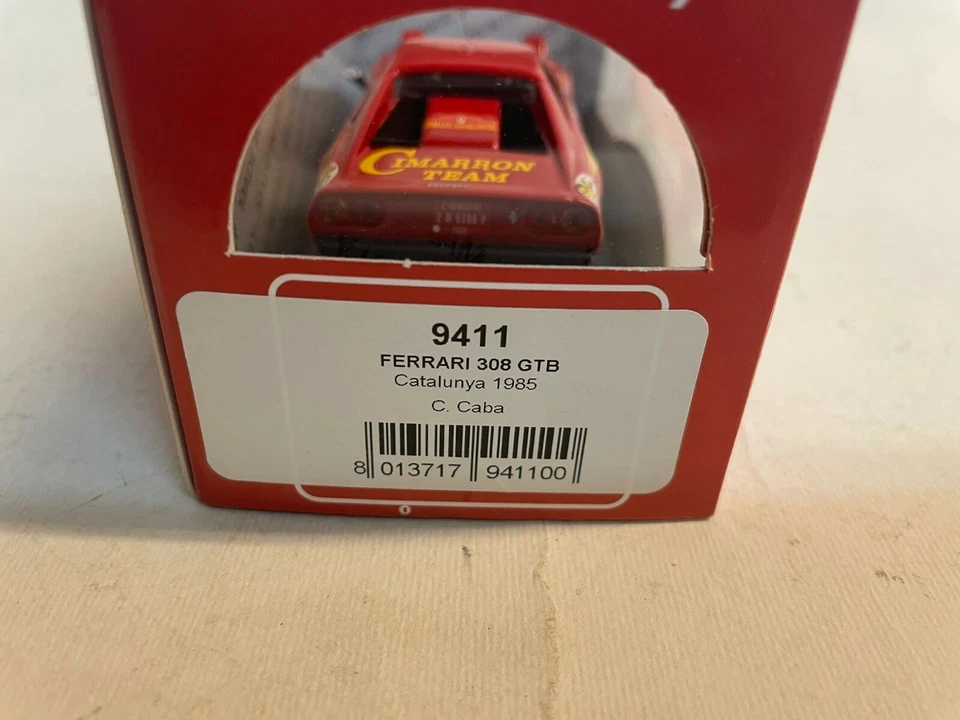 CIMARRON
TEAM
9411
FERRARI 308 GTB
Catalunya 1985
C. Caba
8 013717 941100